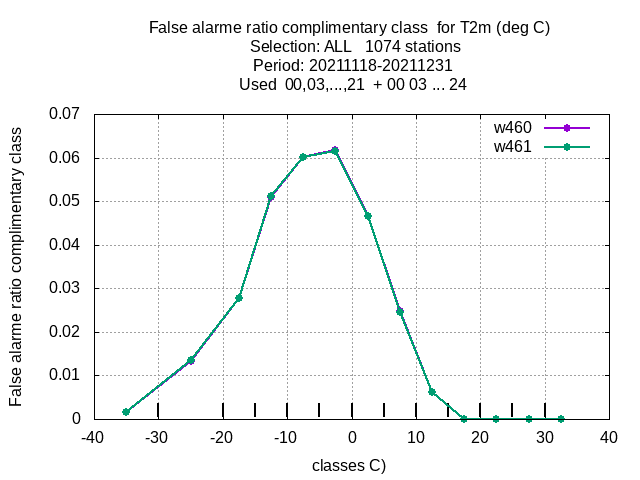 False alarme ratio complimentary class  for T2m (deg C)
Selection: ALL   1074 stations
Period: 20211118-20211231
Used  00,03,...,21  + 00 03 ... 24
w460
w461
False alarme ratio complimentary class
0.07
0.06
0.05
0.04
0.03
0.02
0.01
0
-40 -30 -20 -10 0 10 20 30 40
classes C)